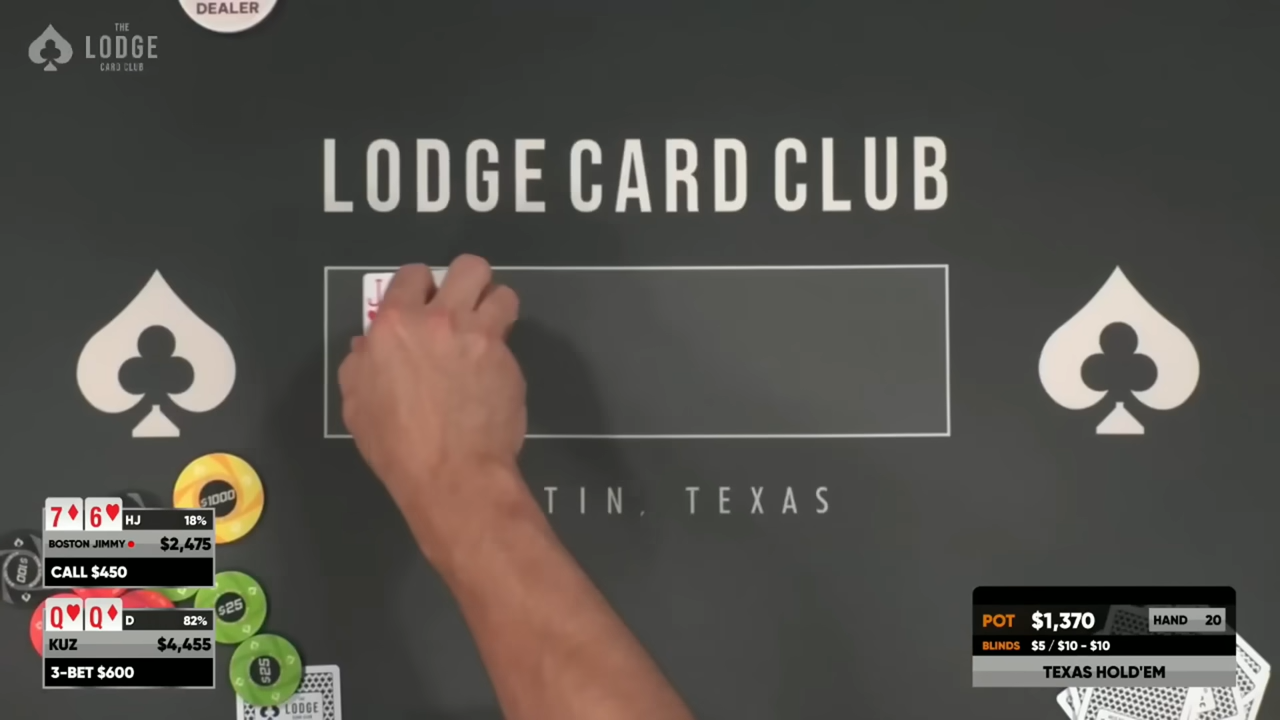 DEALER
THE
LODGE
CARD CLUB
LODGE CARD CLUB
J
TIN, TEXAS
$1000
7♦ 6♥ HJ 18%
BOSTON JIMMY $2,475
CALL $450
100
$25
Q♥ Q♦ D 82%
KUZ $4,455
3-BET $600
$25
LODGE
POT $1,370 HAND 20
BLINDS $5 / $10 - $10
TEXAS HOLD'EM